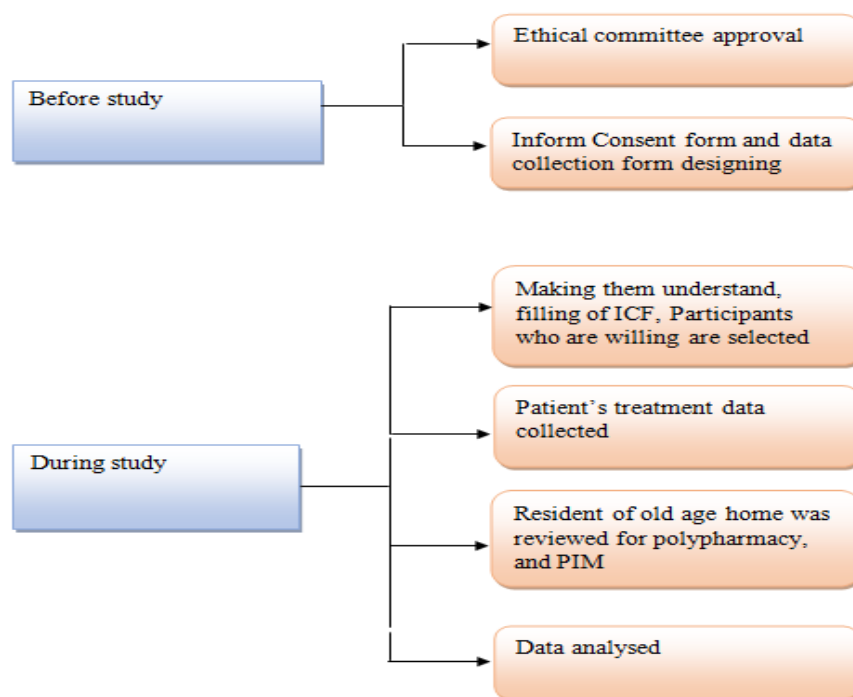 Before study
Ethical committee approval
Inform Consent form and data
collection form designing
During study
Making them understand,
filling of ICF, Participants
who are willing are selected
Patient’s treatment data
collected
Resident of old age home was
reviewed for polypharmacy,
and PIM
Data analysed